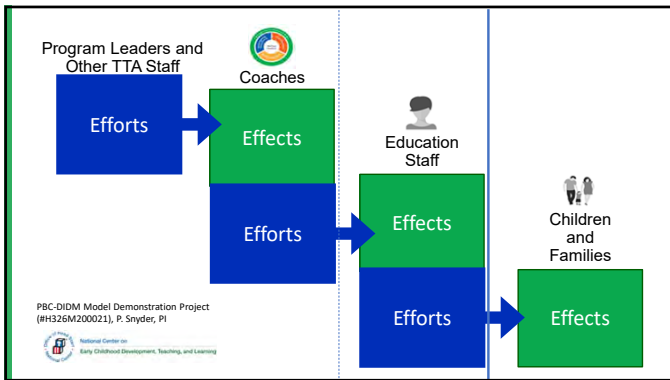 Program Leaders and
Other TTA Staff
Efforts
Coaches
Effects
Efforts
Education
Staff
Effects
Efforts
Children
and
Families
Effects
PBC-DIDM Model Demonstration Project
(#H326M200021), P. Snyder, PI
National Center on
Early Childhood Development, Teaching, and Learning